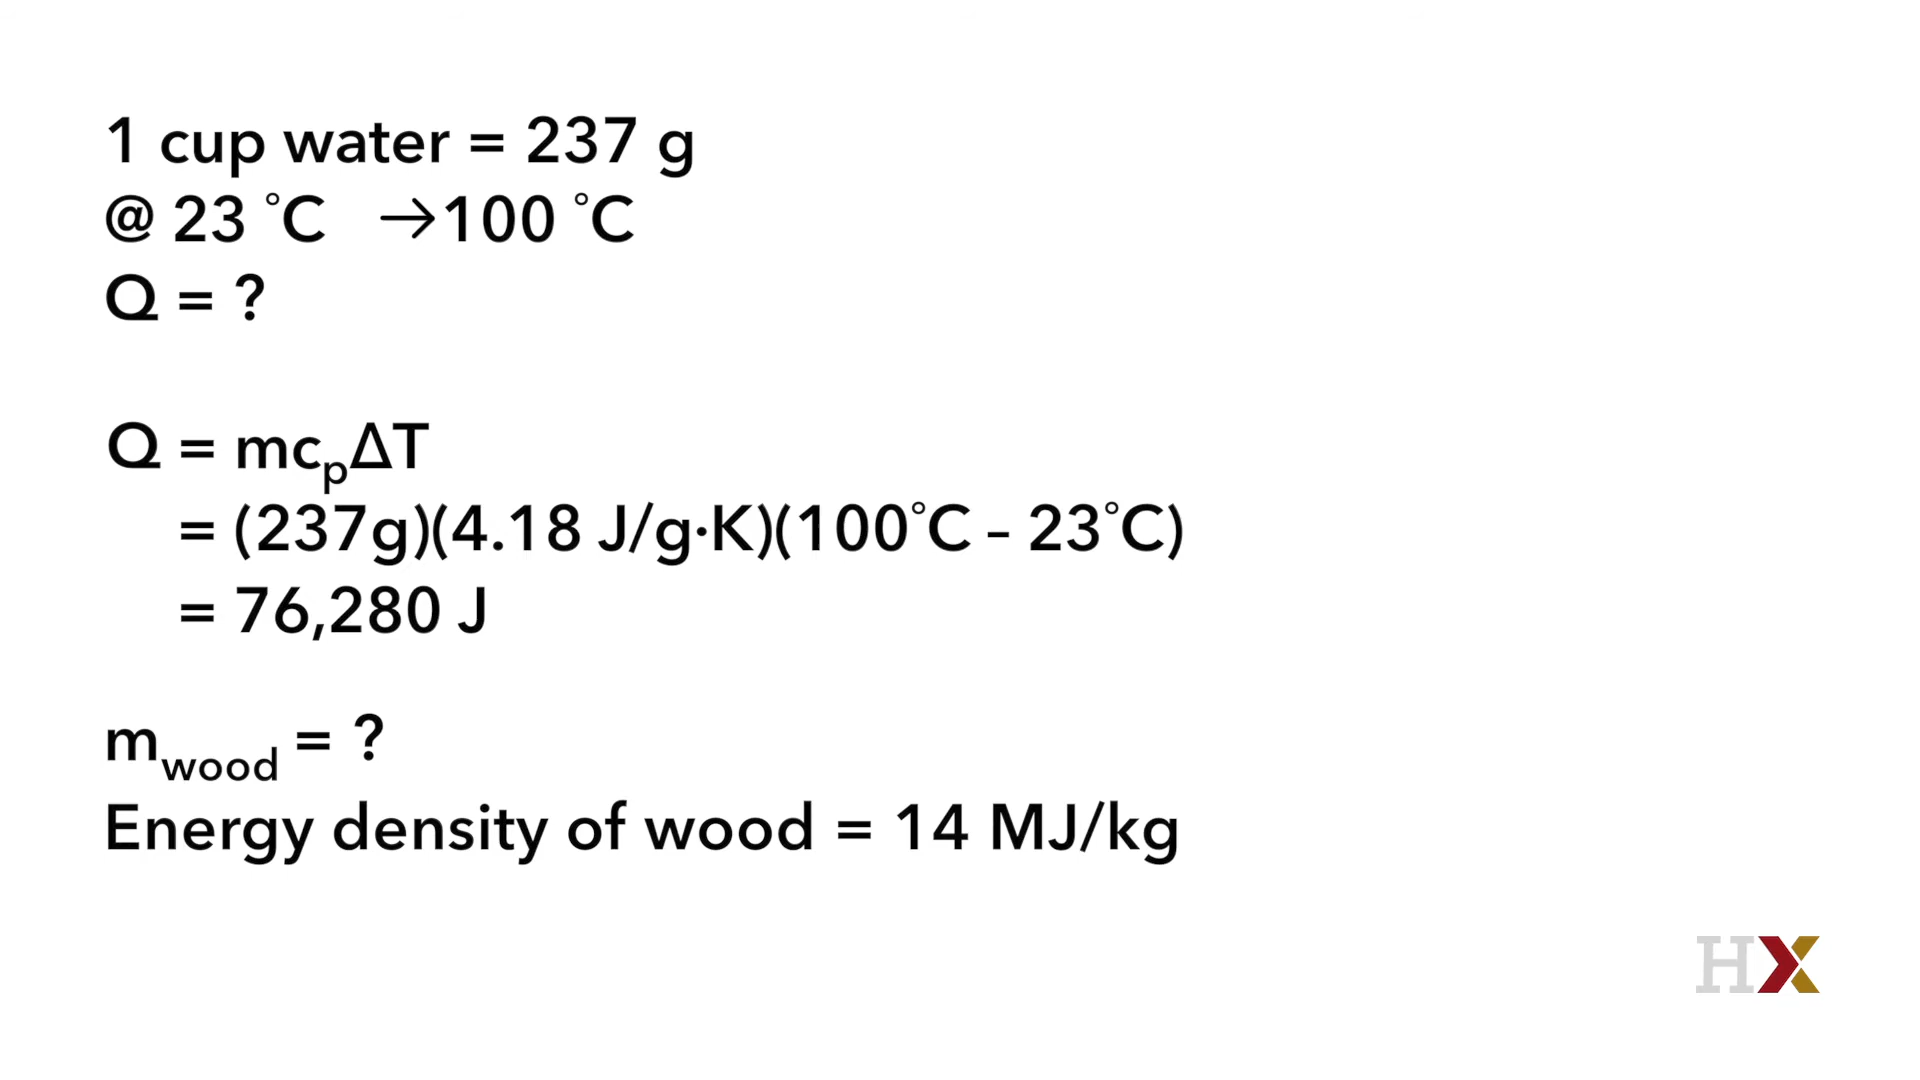 1 cup water = 237 g
@ 23 °C →100 °C
Q = ?
Q = mcₚΔT
= (237g)(4.18 J/g·K)(100°C – 23°C)
= 76,280 J
m_wood = ?
Energy density of wood = 14 MJ/kg
HX